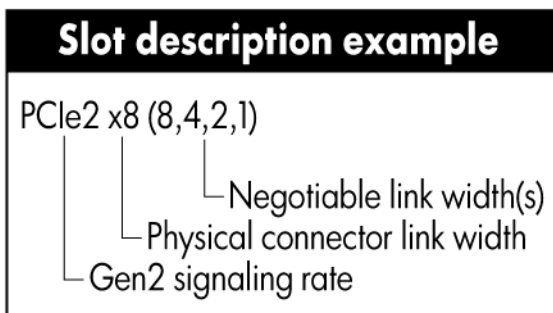 Slot description example
PCIe2 x8 (8,4,2,1)
Negotiable link width(s)
Physical connector link width
Gen2 signaling rate